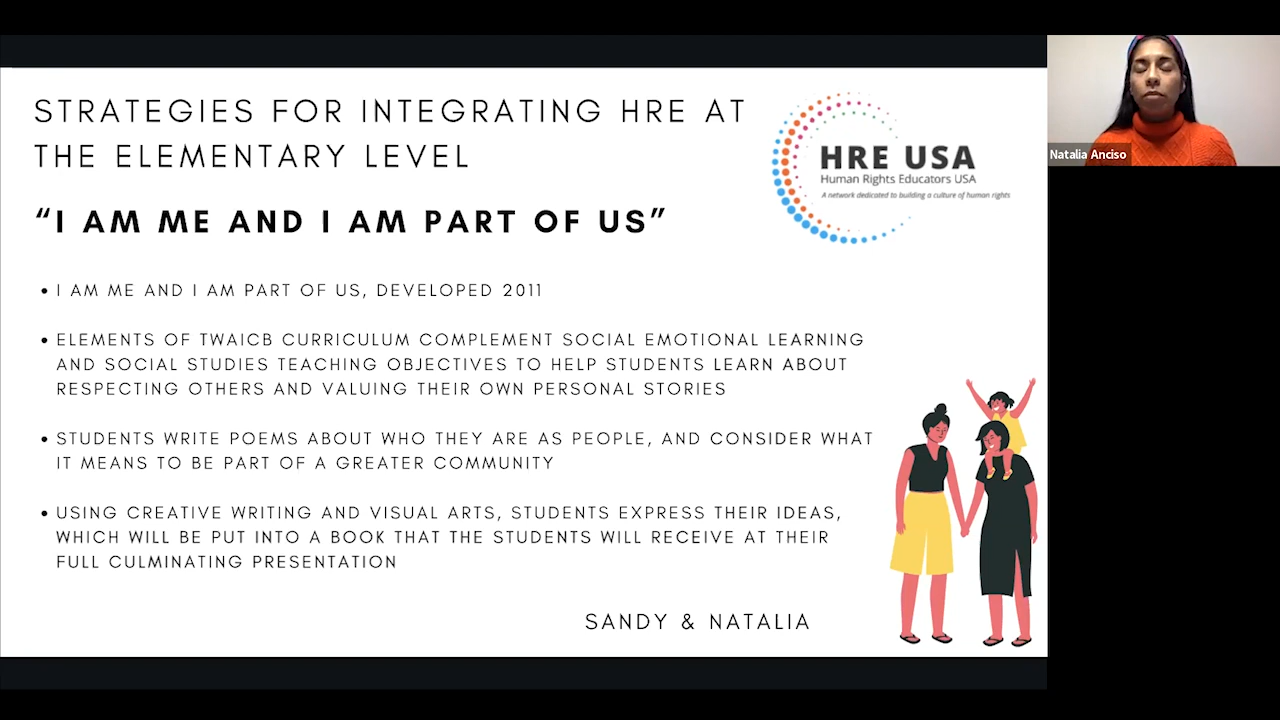 STRATEGIES FOR INTEGRATING HRE AT
THE ELEMENTARY LEVEL
"I AM ME AND I AM PART OF US"
HRE USA
Human Rights Educators USA
A network dedicated to building a culture of human rights
Natalia Anciso
• I AM ME AND I AM PART OF US, DEVELOPED 2011
• ELEMENTS OF TWAICB CURRICULUM COMPLEMENT SOCIAL EMOTIONAL LEARNING
AND SOCIAL STUDIES TEACHING OBJECTIVES TO HELP STUDENTS LEARN ABOUT
RESPECTING OTHERS AND VALUING THEIR OWN PERSONAL STORIES
• STUDENTS WRITE POEMS ABOUT WHO THEY ARE AS PEOPLE, AND CONSIDER WHAT
IT MEANS TO BE PART OF A GREATER COMMUNITY
• USING CREATIVE WRITING AND VISUAL ARTS, STUDENTS EXPRESS THEIR IDEAS,
WHICH WILL BE PUT INTO A BOOK THAT THE STUDENTS WILL RECEIVE AT THEIR
FULL CULMINATING PRESENTATION
SANDY & NATALIA